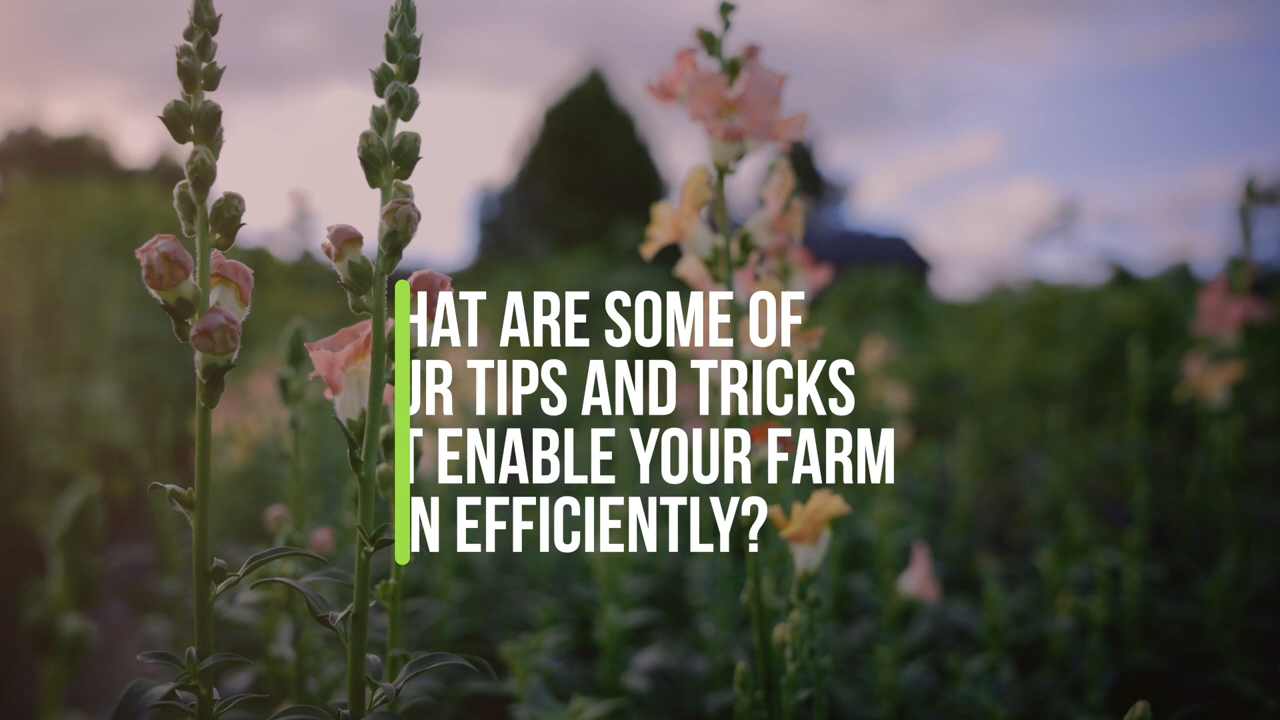 HAT ARE SOME OF
UR TIPS AND TRICKS
T ENABLE YOUR FARM
N EFFICIENTLY?